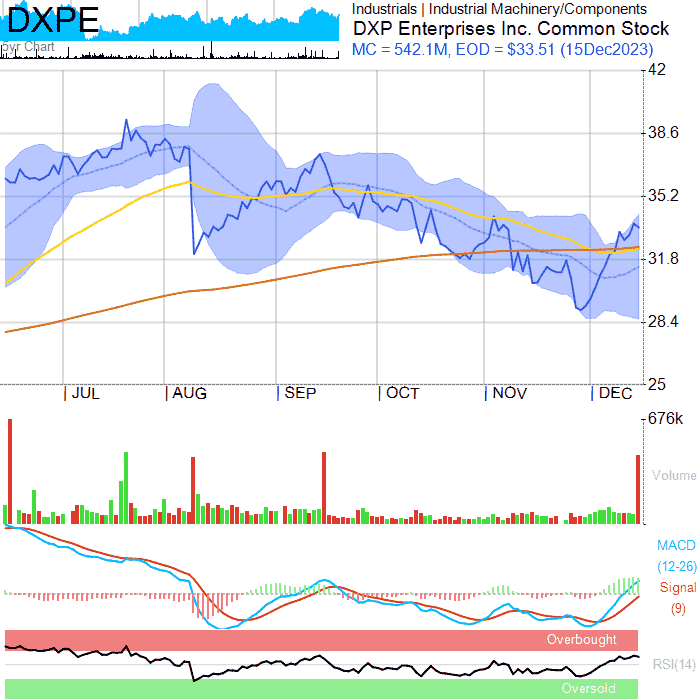 DXPE
5yr Chart
Industrials | Industrial Machinery/Components
DXP Enterprises Inc. Common Stock
MC = 542.1M, EOD = $33.51 (15Dec2023)
42
38.6
35.2
31.8
28.4
25
| JUL | AUG | SEP | OCT | NOV | DEC
676k
Volume
MACD
(12-26)
Signal
(9)
Overbought
RSI(14)
Oversold